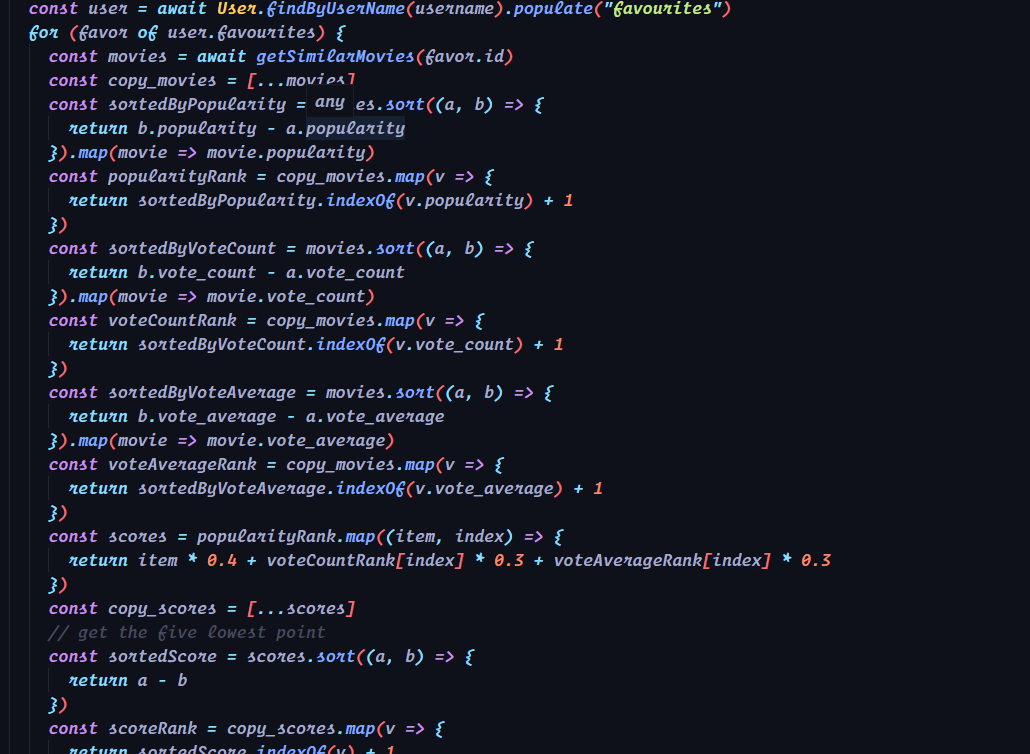 const user = await User.findByUserName(username).populate("favourites")
for (favor of user.favourites) {
const movies = await getSimilarMovies(favor.id)
const copy_movies = [...movies]
const sortedByPopularity = any es.sort((a, b) => {
return b.popularity - a.popularity
}).map(movie => movie.popularity)
const popularityRank = copy_movies.map(v => {
return sortedByPopularity.indexOf(v.popularity) + 1
})
const sortedByVoteCount = movies.sort((a, b) => {
return b.vote_count - a.vote_count
}).map(movie => movie.vote_count)
const voteCountRank = copy_movies.map(v => {
return sortedByVoteCount.indexOf(v.vote_count) + 1
})
const sortedByVoteAverage = movies.sort((a, b) => {
return b.vote_average - a.vote_average
}).map(movie => movie.vote_average)
const voteAverageRank = copy_movies.map(v => {
return sortedByVoteAverage.indexOf(v.vote_average) + 1
})
const scores = popularityRank.map((item, index) => {
return item * 0.4 + voteCountRank[index] * 0.3 + voteAverageRank[index] * 0.3
})
const copy_scores = [...scores]
// get the five lowest point
const sortedScore = scores.sort((a, b) => {
return a - b
})
const scoreRank = copy_scores.map(v => {
return sortedScore.indexOf(v) + 1